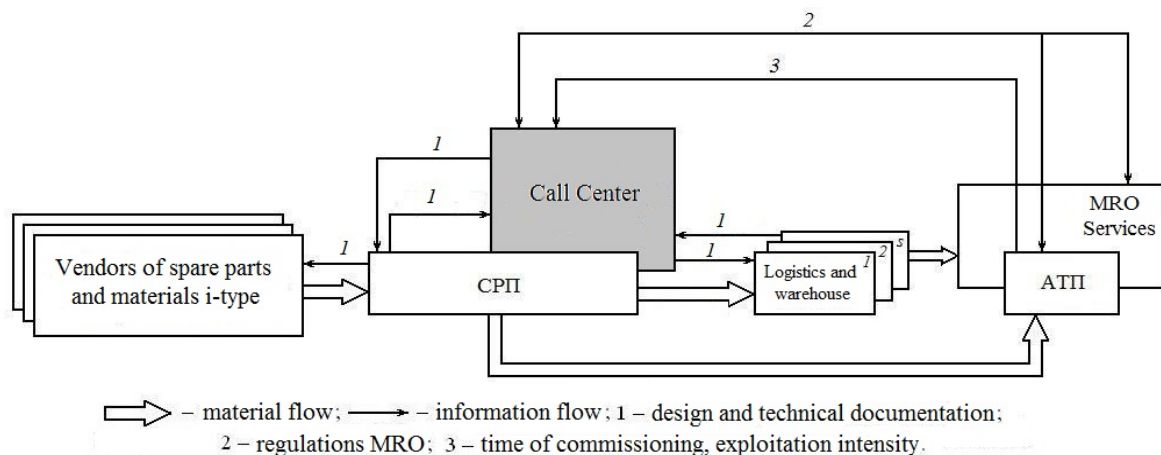 2
3
1
Call Center
1
1
MRO
Services
1
Vendors of spare parts
and materials i-type
1
1 2 s
Logistics and
warehouse
СРП
АТП
– material flow; – information flow; 1 – design and technical documentation;
2 – regulations MRO; 3 – time of commissioning, exploitation intensity.